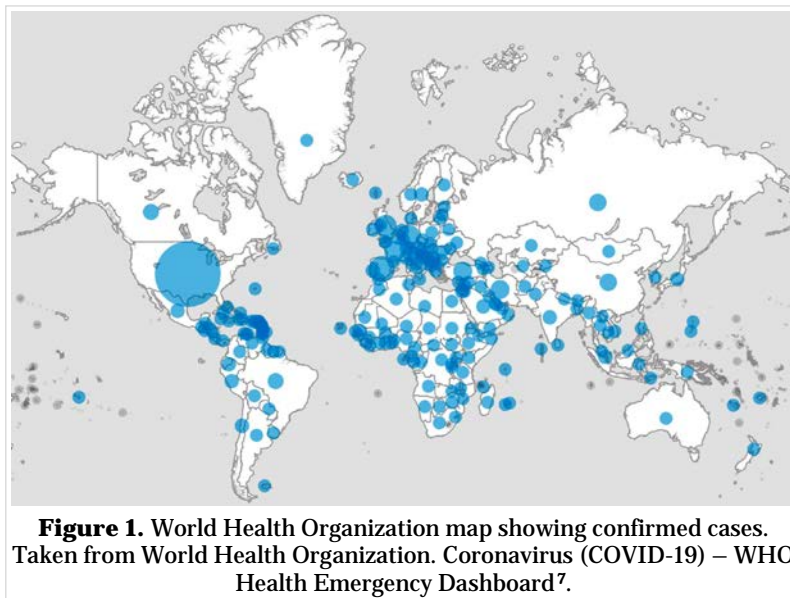 Figure 1. World Health Organization map showing confirmed cases.
Taken from World Health Organization. Coronavirus (COVID-19) – WHO
Health Emergency Dashboard7.